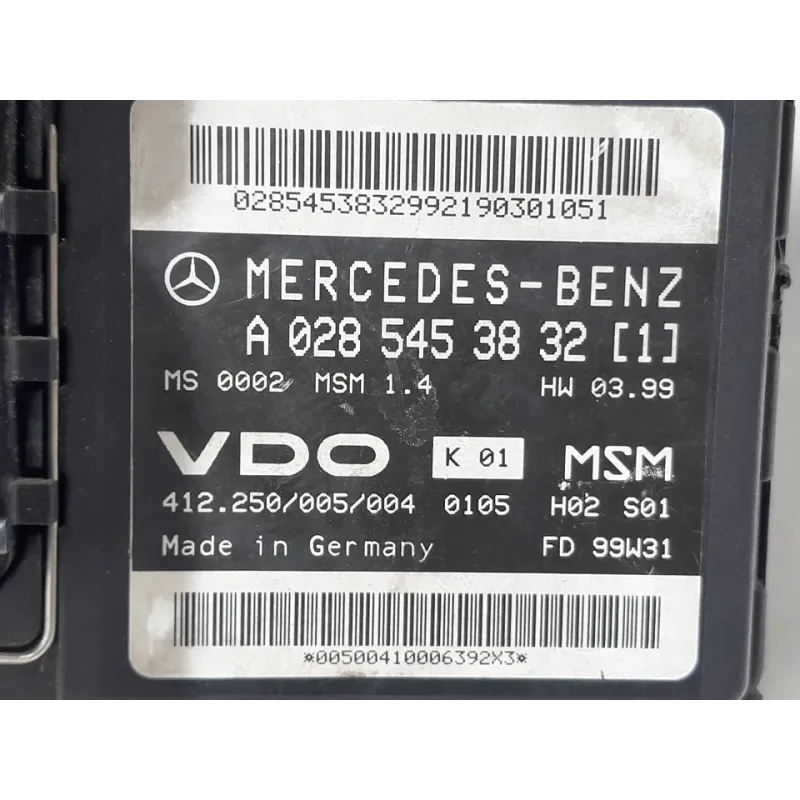 0285453832992190301051
MERCEDES-BENZ
A 028 545 38 32 [1]
MS 0002 MSM 1.4 HW 03.99
VDO K 01 MSM
412.250/005/004 0105 H02 S01
Made in Germany FD 99W31
*00500410006392X3*